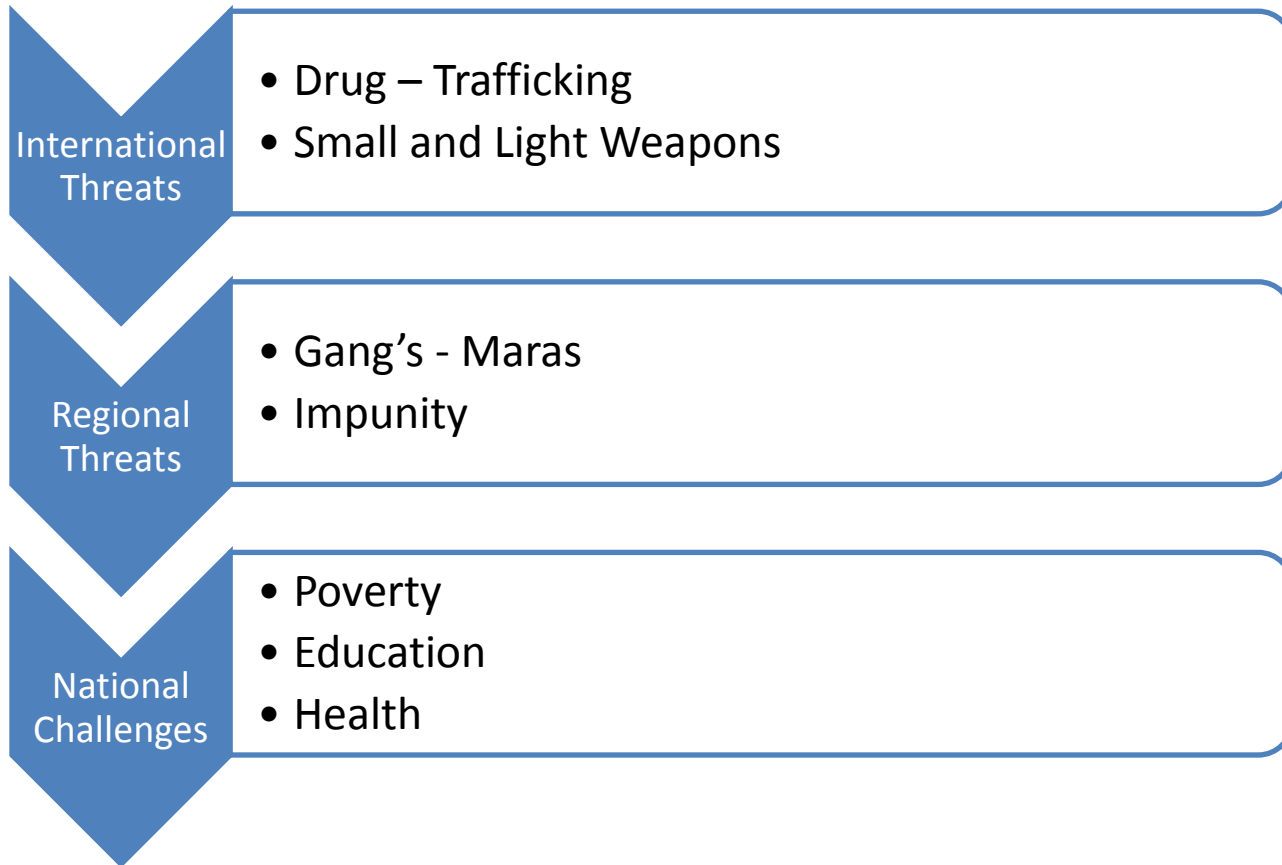 International
Threats
• Drug – Trafficking
• Small and Light Weapons
Regional
Threats
• Gang’s - Maras
• Impunity
National
Challenges
• Poverty
• Education
• Health